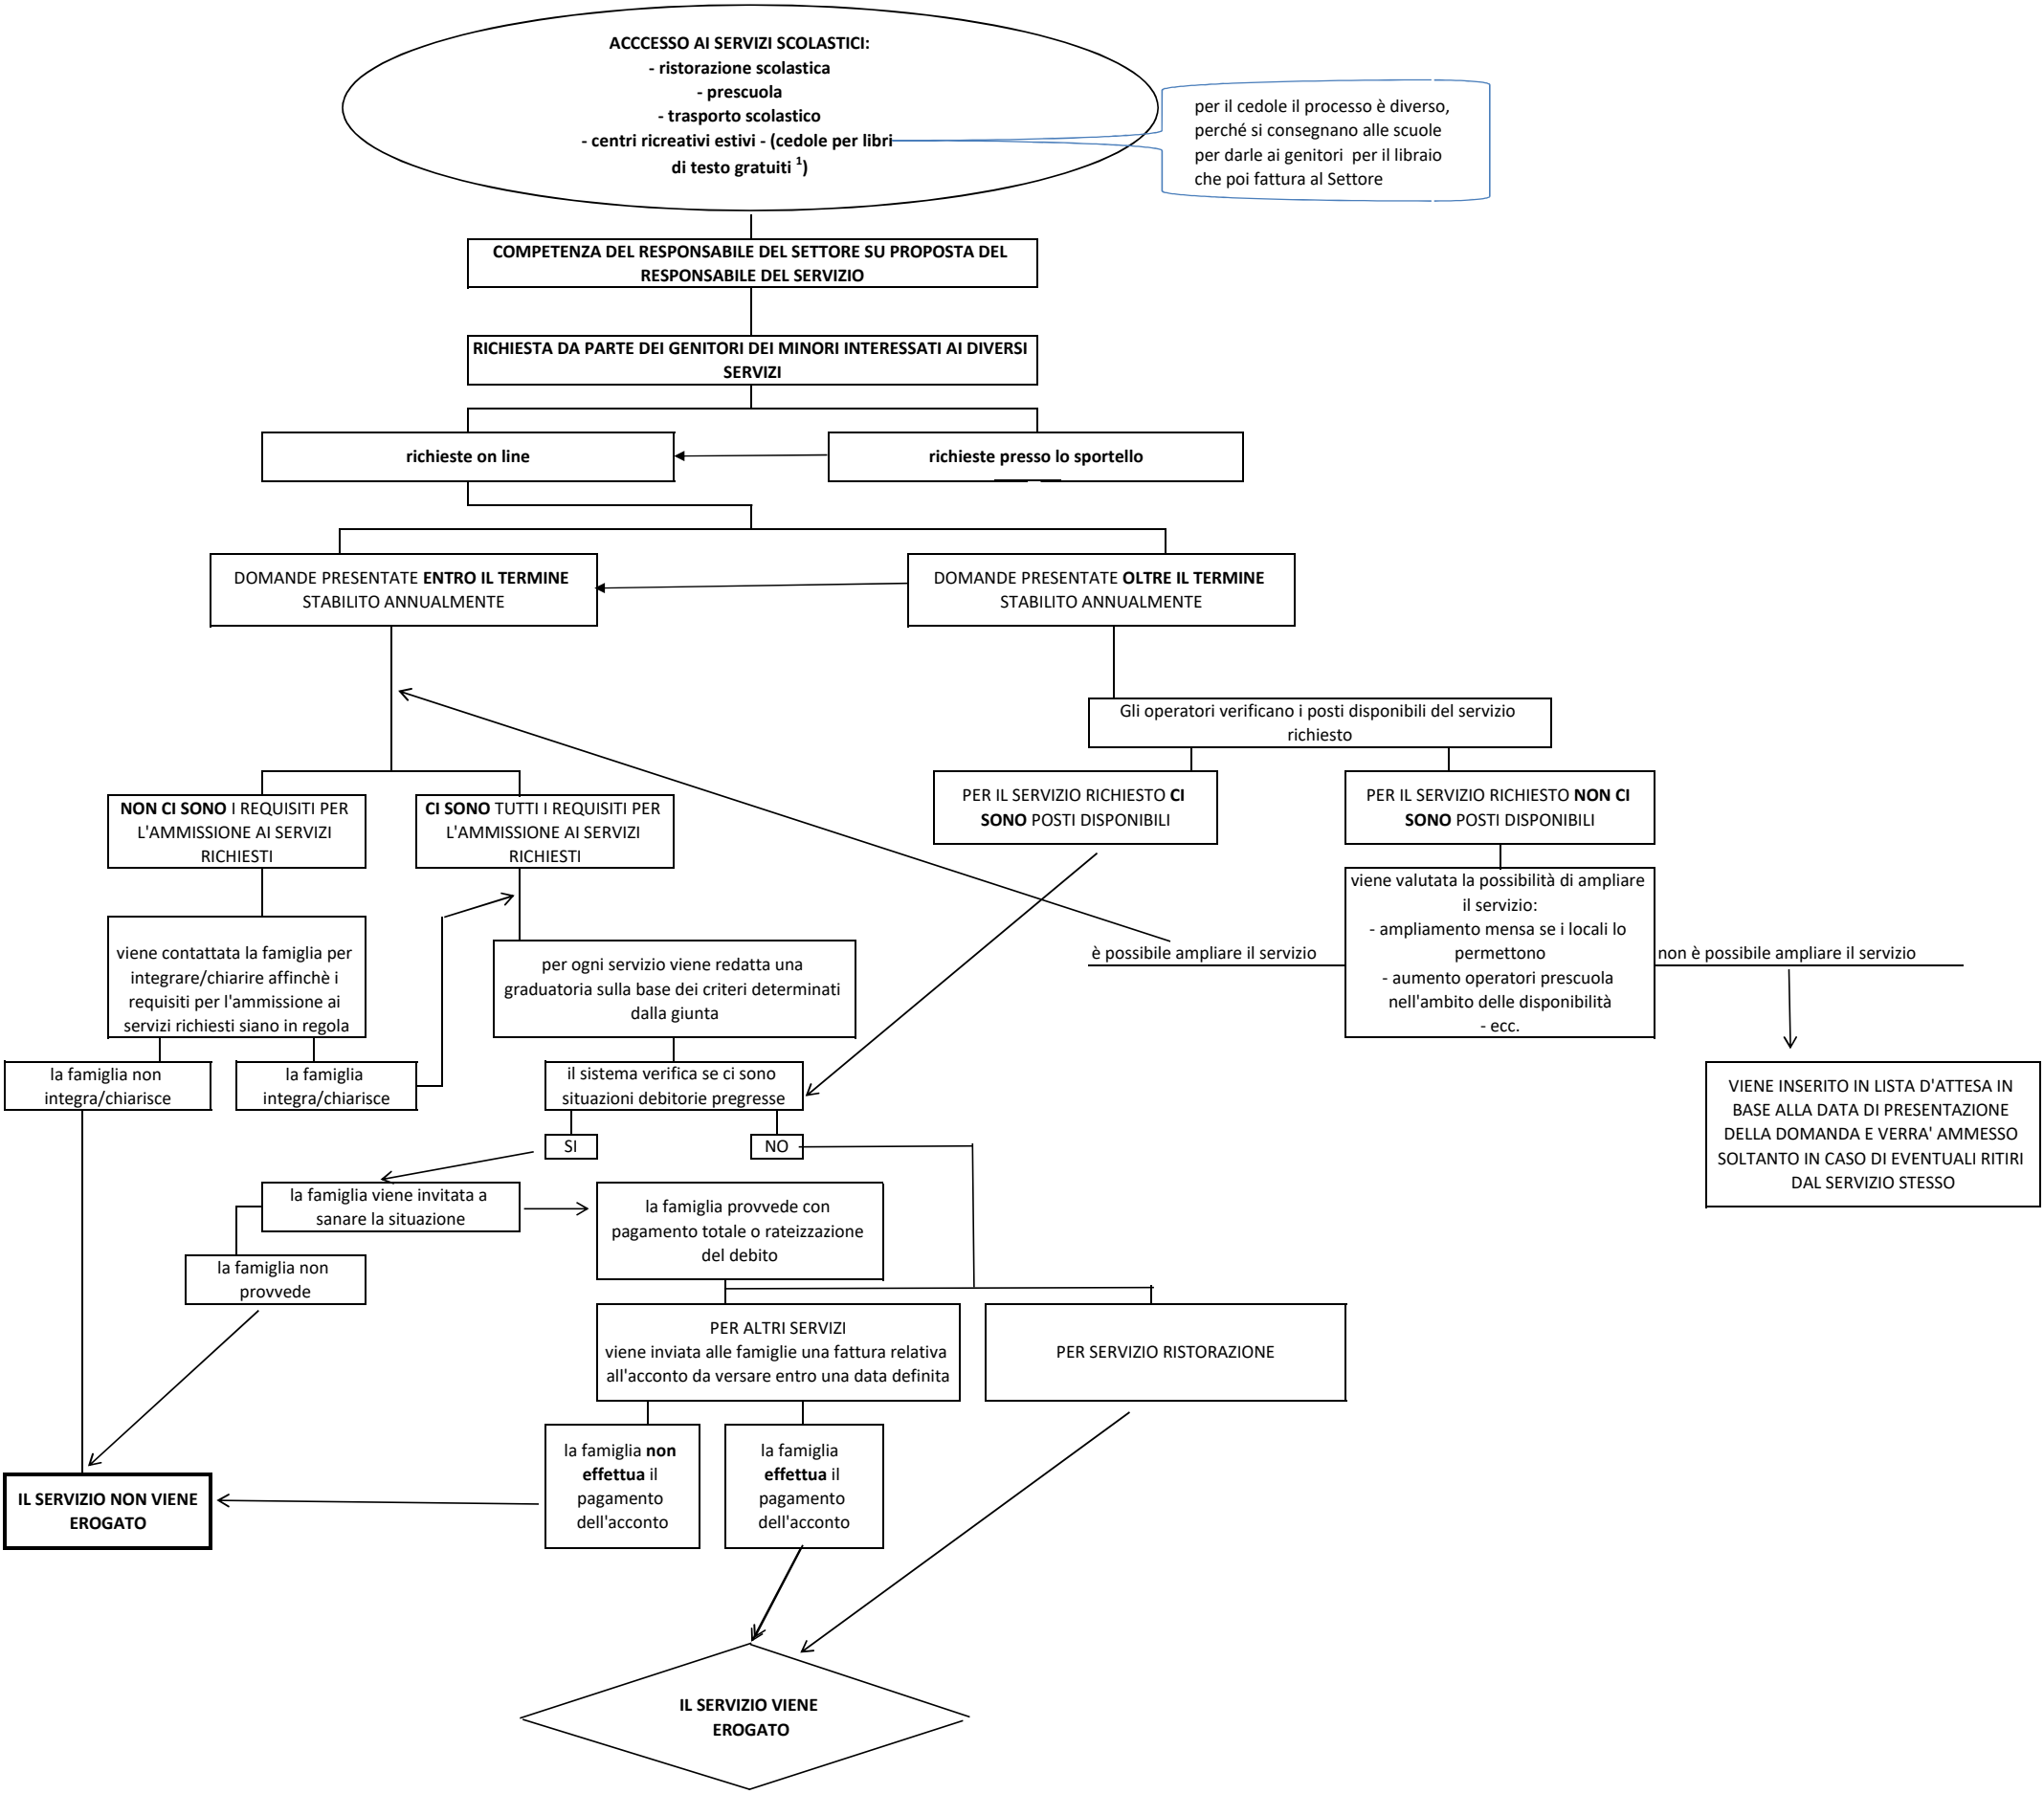 ACCCESSO AI SERVIZI SCOLASTICI:
- ristorazione scolastica
- prescuola
- trasporto scolastico
- centri ricreativi estivi - (cedole per libri
di testo gratuiti ¹)
per il cedole il processo è diverso,
perché si consegnano alle scuole
per darle ai genitori per il libraio
che poi fattura al Settore
COMPETENZA DEL RESPONSABILE DEL SETTORE SU PROPOSTA DEL
RESPONSABILE DEL SERVIZIO
RICHIESTA DA PARTE DEI GENITORI DEI MINORI INTERESSATI AI DIVERSI
SERVIZI
richieste on line
richieste presso lo sportello
DOMANDE PRESENTATE ENTRO IL TERMINE
STABILITO ANNUALMENTE
DOMANDE PRESENTATE OLTRE IL TERMINE
STABILITO ANNUALMENTE
Gli operatori verificano i posti disponibili del servizio
richiesto
NON CI SONO I REQUISITI PER
L'AMMISSIONE AI SERVIZI
RICHIESTI
CI SONO TUTTI I REQUISITI PER
L'AMMISSIONE AI SERVIZI
RICHIESTI
PER IL SERVIZIO RICHIESTO CI
SONO POSTI DISPONIBILI
PER IL SERVIZIO RICHIESTO NON CI
SONO POSTI DISPONIBILI
viene contattata la famiglia per
integrare/chiarire affinchè i
requisiti per l'ammissione ai
servizi richiesti siano in regola
per ogni servizio viene redatta una
graduatoria sulla base dei criteri determinati
dalla giunta
è possibile ampliare il servizio
viene valutata la possibilità di ampliare
il servizio:
- ampliamento mensa se i locali lo
permettono
- aumento operatori prescuola
nell'ambito delle disponibilità
- ecc.
non è possibile ampliare il servizio
la famiglia non
integra/chiarisce
la famiglia
integra/chiarisce
il sistema verifica se ci sono
situazioni debitorie pregresse
VIENE INSERITO IN LISTA D'ATTESA IN
BASE ALLA DATA DI PRESENTAZIONE
DELLA DOMANDA E VERRA' AMMESSO
SOLTANTO IN CASO DI EVENTUALI RITIRI
DAL SERVIZIO STESSO
SI
NO
la famiglia viene invitata a
sanare la situazione
la famiglia provvede con
pagamento totale o rateizzazione
del debito
la famiglia non
provvede
PER ALTRI SERVIZI
viene inviata alle famiglie una fattura relativa
all'acconto da versare entro una data definita
PER SERVIZIO RISTORAZIONE
la famiglia non
effettua il
pagamento
dell'acconto
la famiglia
effettua il
pagamento
dell'acconto
IL SERVIZIO NON VIENE
EROGATO
IL SERVIZIO VIENE
EROGATO